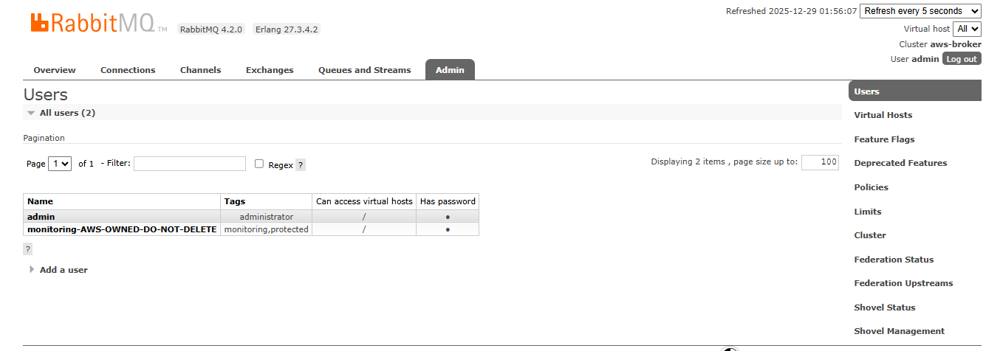 Refreshed 2025-12-29 01:56:07 Refresh every 5 seconds
RabbitMQ TM RabbitMQ 4.2.0 Erlang 27.3.4.2
Virtual host All
Cluster aws-broker
User admin Log out
Overview Connections Channels Exchanges Queues and Streams Admin
Users
All users (2)
Pagination
Page 1 of 1 - Filter: Regex ? Displaying 2 items , page size up to: 100
Name Tags Can access virtual hosts Has password
admin administrator / ●
monitoring-AWS-OWNED-DO-NOT-DELETE monitoring,protected / ●
?
Add a user
Users
Virtual Hosts
Feature Flags
Deprecated Features
Policies
Limits
Cluster
Federation Status
Federation Upstreams
Shovel Status
Shovel Management